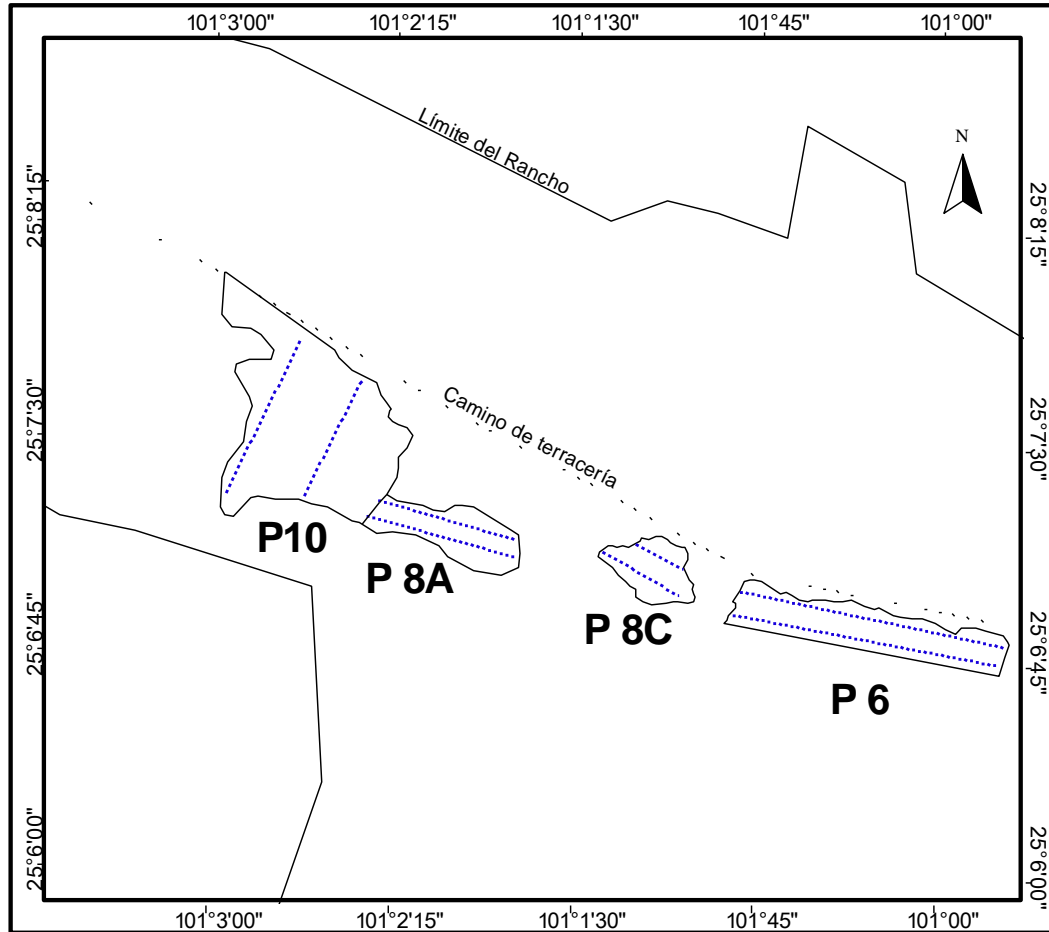 101°3'00" 101°2'15" 101°1'30" 101°45" 101°00"
Límite del Rancho
N
25°8'15" 25°8'15"
Camino de terracería
25°7'30" 25°7'30"
P10
P 8A
P 8C
25°6'45" 25°6'45"
P 6
25°6'00" 25°6'00"
101°3'00" 101°2'15" 101°1'30" 101°45" 101°00"